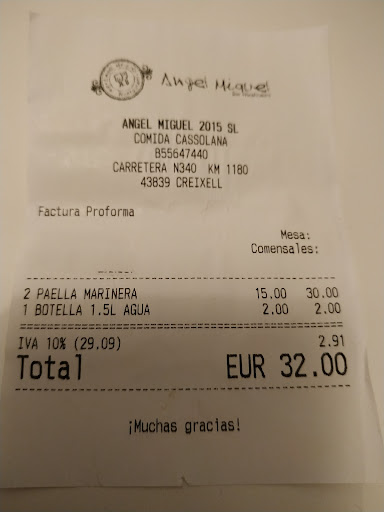 Angel Miguel
ANGEL MIGUEL 2015 SL
COMIDA CASSOLANA
B55647440
CARRETERA N340 KM 1180
43839 CREIXELL
Factura Proforma
Mesa:
Comensales:
2 PAELLA MARINERA 15.00 30.00
1 BOTELLA 1.5L AGUA 2.00 2.00
IVA 10% (29.09) 2.91
Total EUR 32.00
¡Muchas gracias!